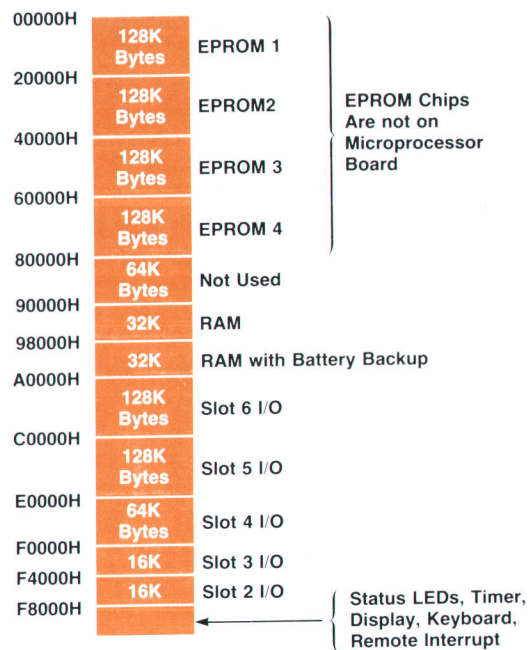 00000H
128K
Bytes
EPROM 1
20000H
128K
Bytes
EPROM2
EPROM Chips
Are not on
Microprocessor
Board
40000H
128K
Bytes
EPROM 3
60000H
128K
Bytes
EPROM 4
80000H
64K
Bytes
Not Used
90000H
32K
RAM
98000H
32K
RAM with Battery Backup
A0000H
128K
Bytes
Slot 6 I/O
C0000H
128K
Bytes
Slot 5 I/O
E0000H
64K
Bytes
Slot 4 I/O
F0000H
16K
Slot 3 I/O
F4000H
16K
Slot 2 I/O
F8000H
Status LEDs, Timer,
Display, Keyboard,
Remote Interrupt